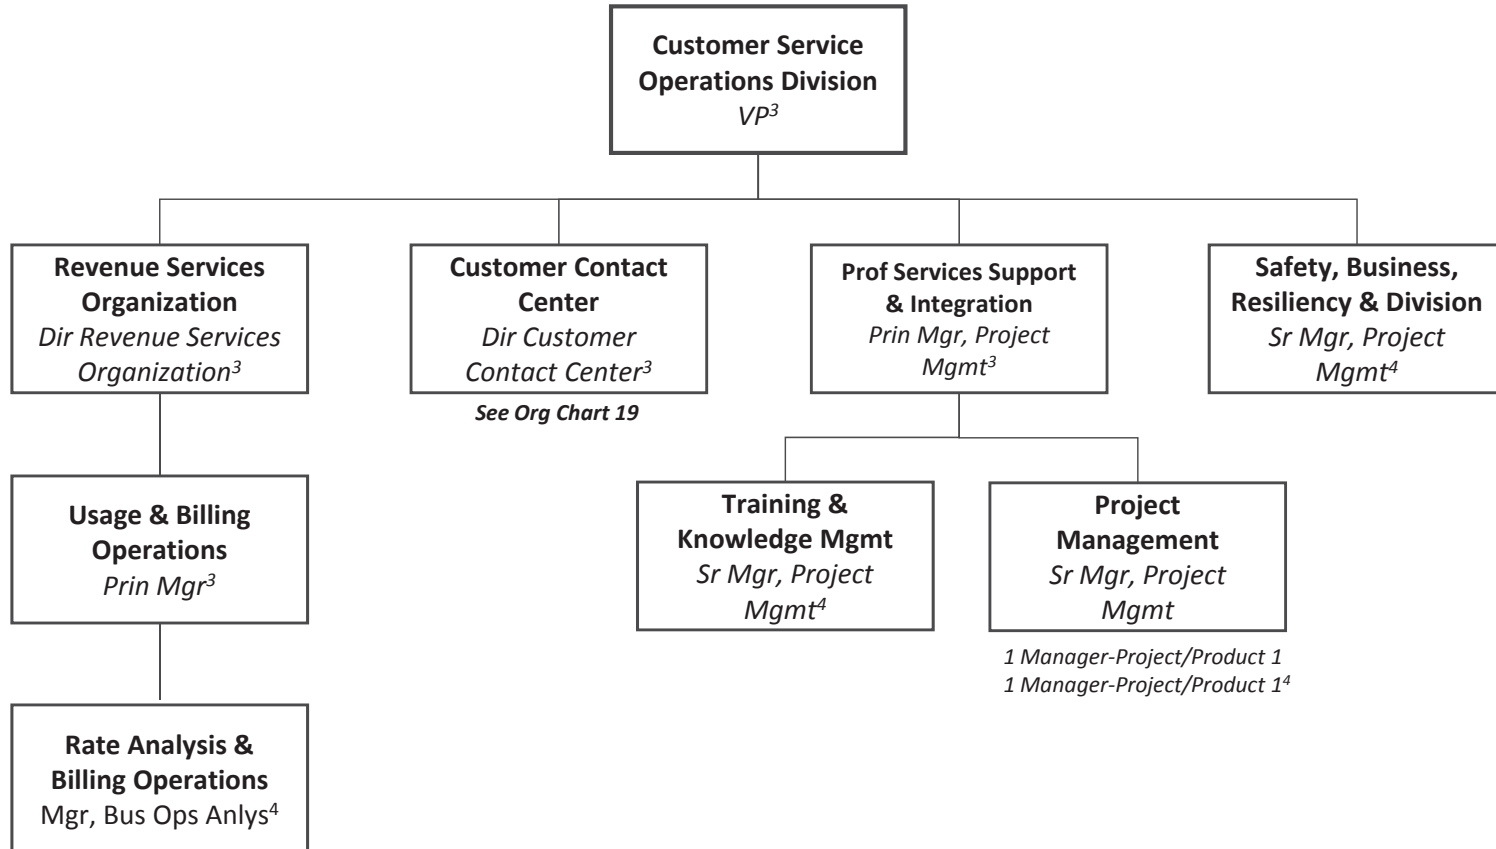 Customer Service
Operations Division
VP³
Revenue Services
Organization
Dir Revenue Services
Organization³
Customer Contact
Center
Dir Customer
Contact Center³
See Org Chart 19
Prof Services Support
& Integration
Prin Mgr, Project
Mgmt³
Safety, Business,
Resiliency & Division
Sr Mgr, Project
Mgmt⁴
Usage & Billing
Operations
Prin Mgr³
Training &
Knowledge Mgmt
Sr Mgr, Project
Mgmt⁴
Project
Management
Sr Mgr, Project
Mgmt
1 Manager-Project/Product 1
1 Manager-Project/Product 1⁴
Rate Analysis &
Billing Operations
Mgr, Bus Ops Anlys⁴